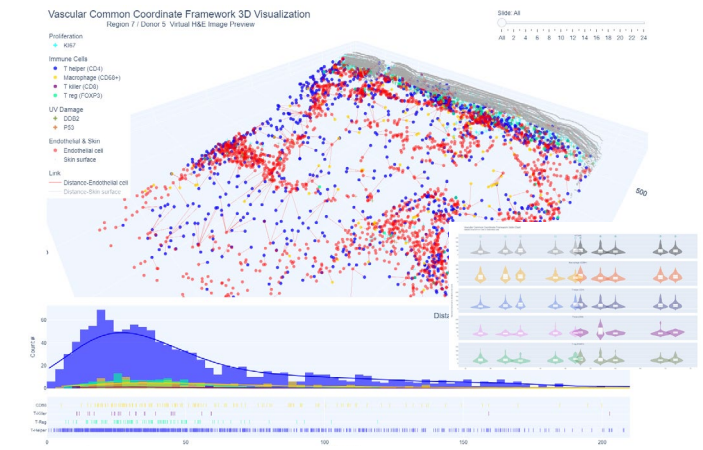 Vascular Common Coordinate Framework 3D Visualization
Region 7 / Donor 5 Virtual H&E Image Preview
Slide: All
All 2 4 6 8 10 12 14 16 18 20 22 24
Proliferation
KI67
Immune Cells
T helper (CD4)
Macrophage (CD68+)
T killer (CD8)
T reg (FOXP3)
UV Damage
DDB2
P53
Endothelial & Skin
Endothelial cell
Skin surface
Link
Distance-Endothelial cell
Distance-Skin surface
500
Dista
Count#
60
40
20
0
CD68
T-Killer
T-Reg
T-Helper
0 50 100 150 200